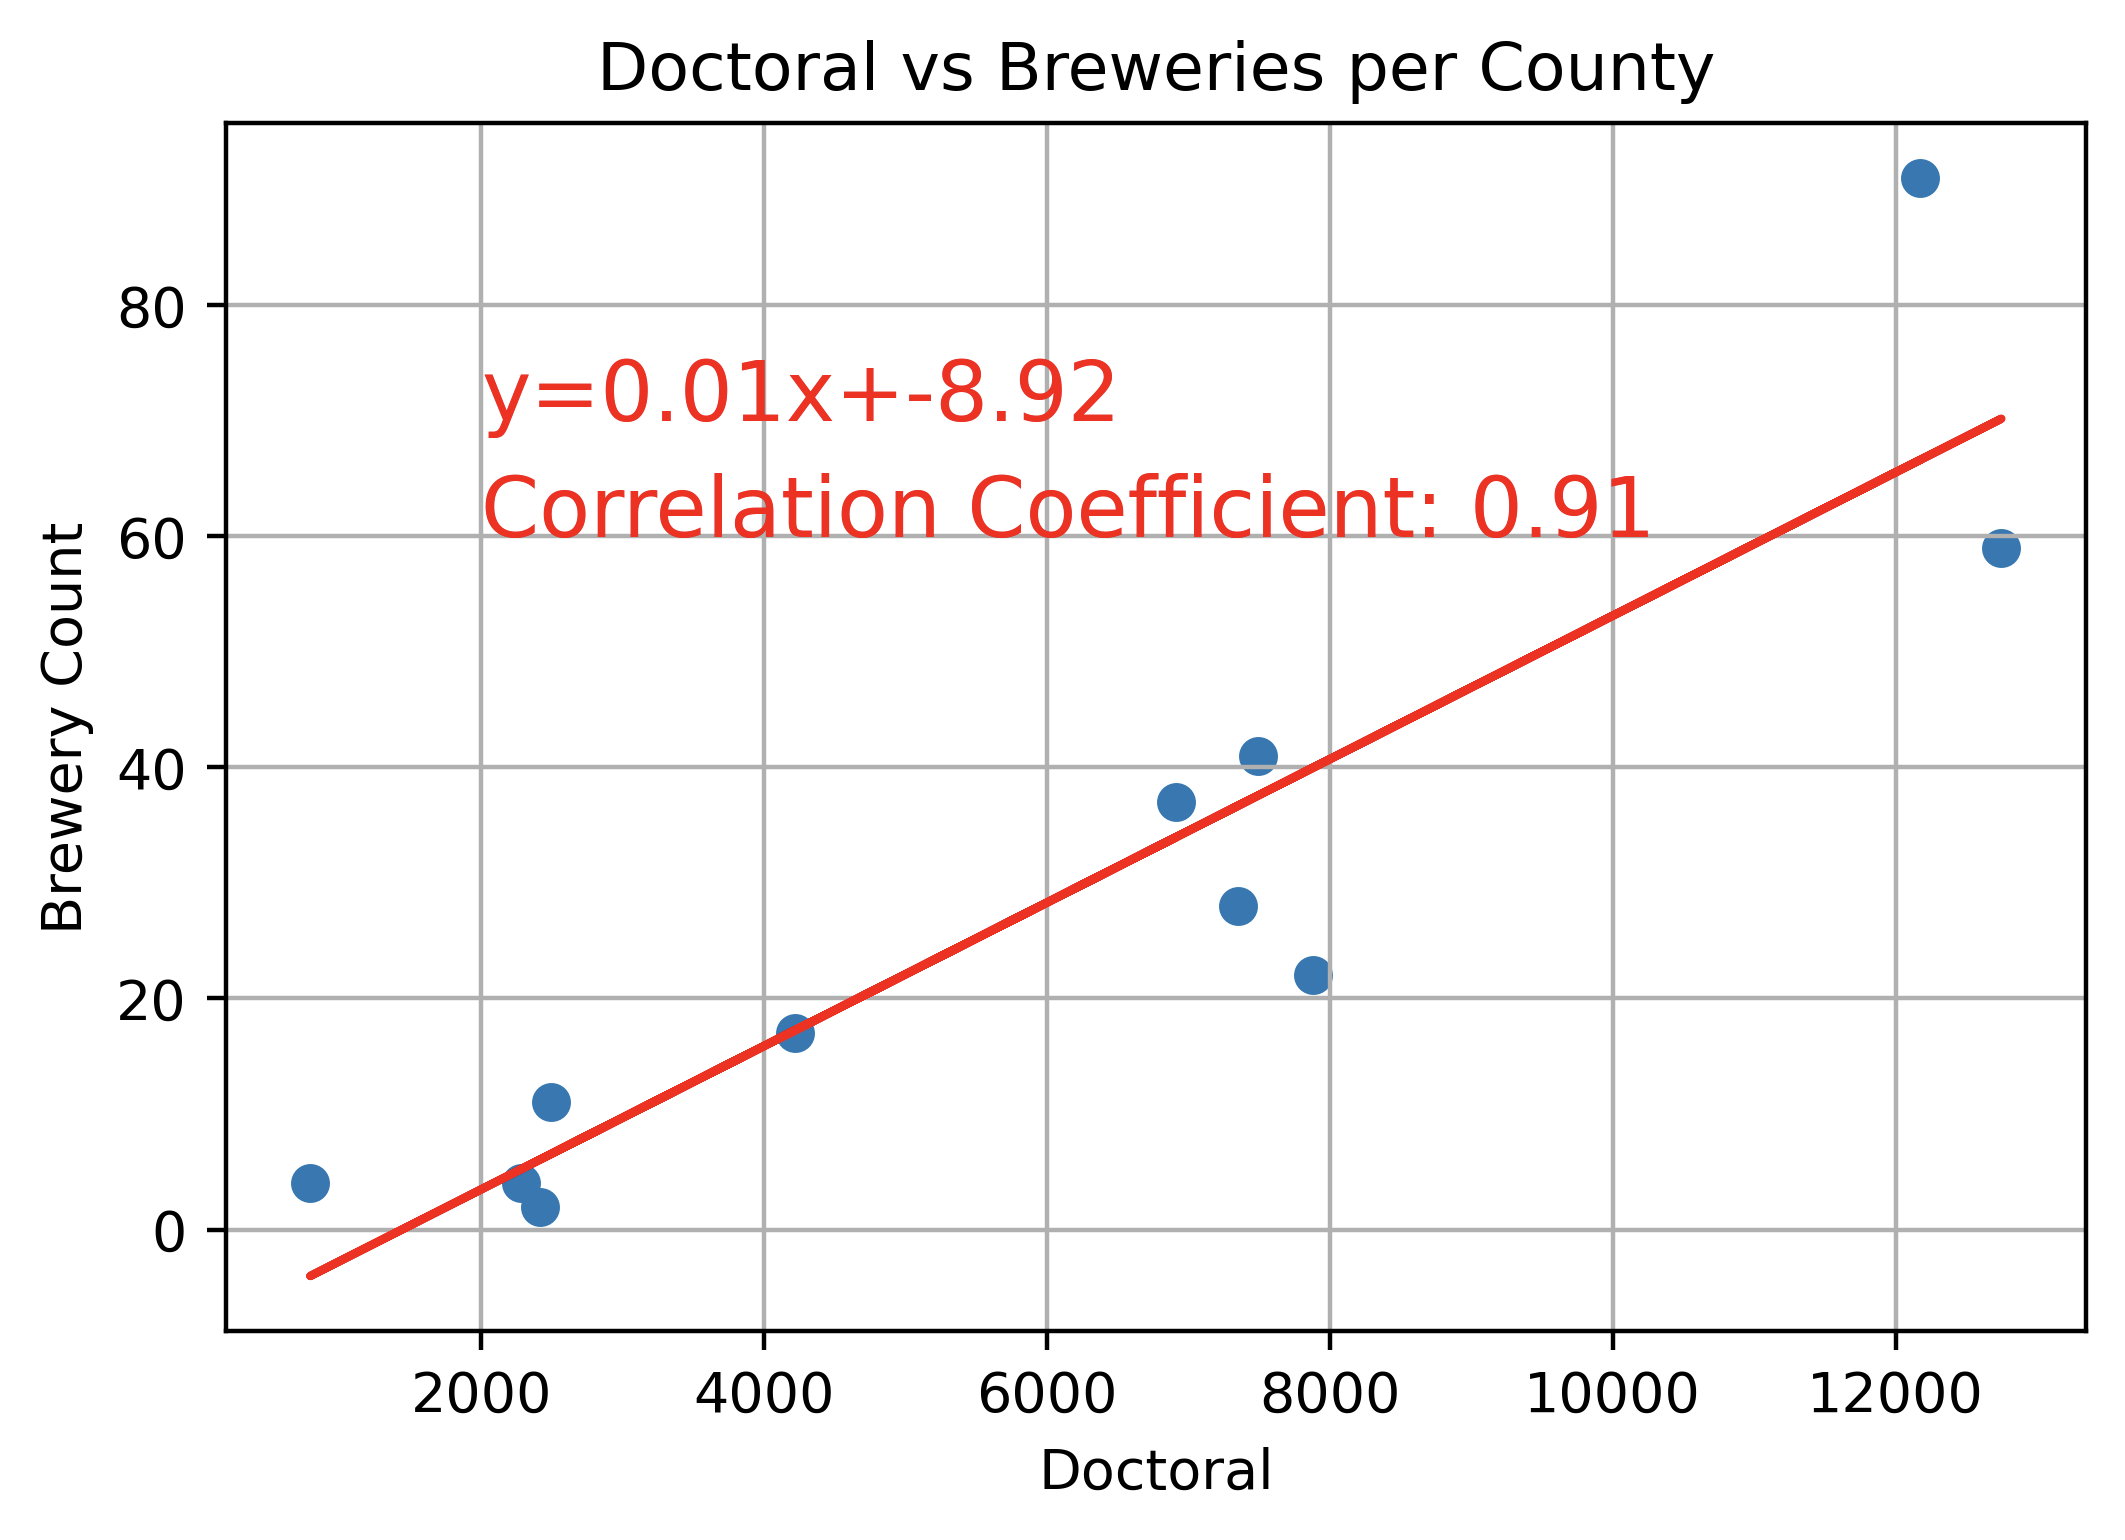 Doctoral vs Breweries per County
80
60
40
20
0
Brewery Count
y=0.01x+-8.92
Correlation Coefficient: 0.91
2000 4000 6000 8000 10000 12000
Doctoral